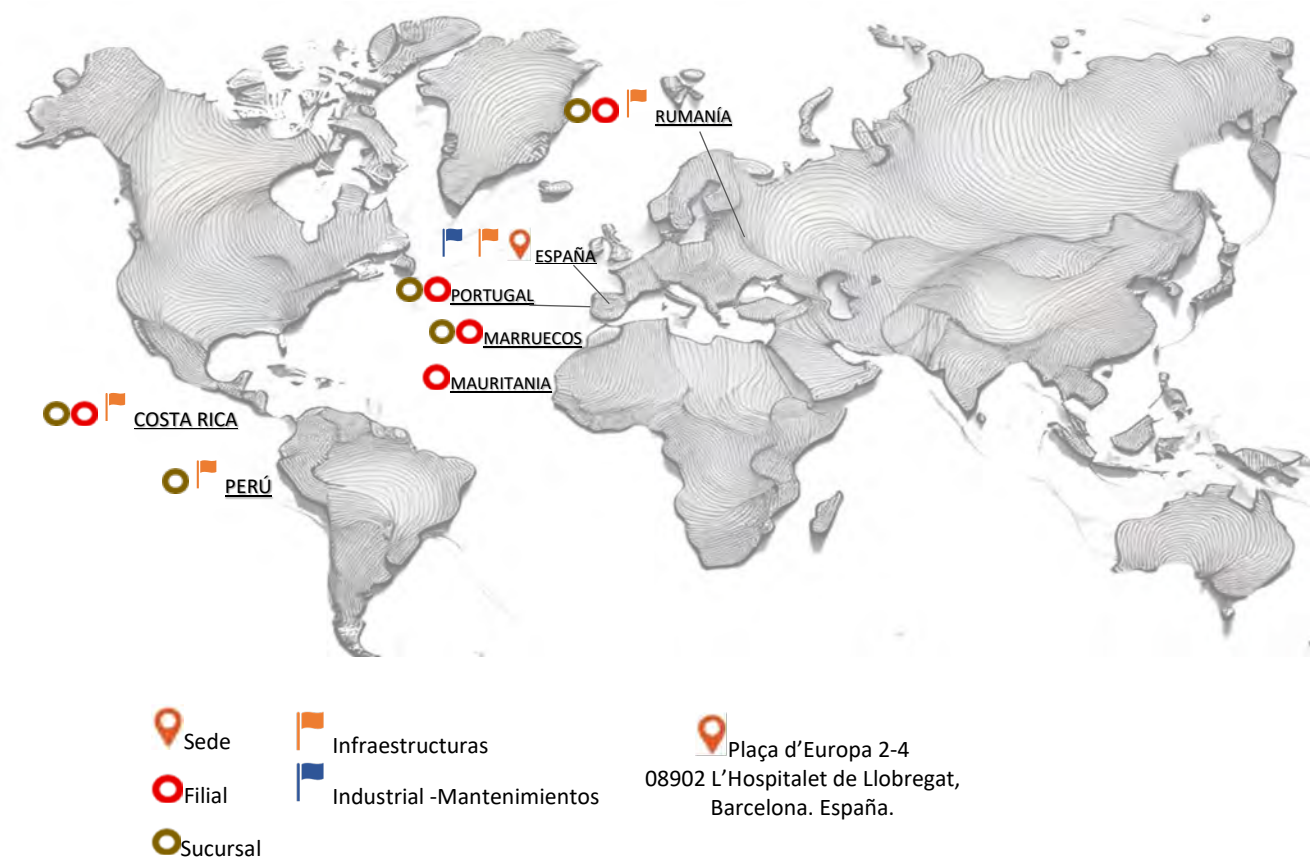 RUMANÍA
ESPAÑA
PORTUGAL
MARRUECOS
MAURITANIA
COSTA RICA
PERÚ
Sede
Infraestructuras
Filial
Industrial -Mantenimientos
Sucursal
Plaça d’Europa 2-4
08902 L’Hospitalet de Llobregat,
Barcelona. España.